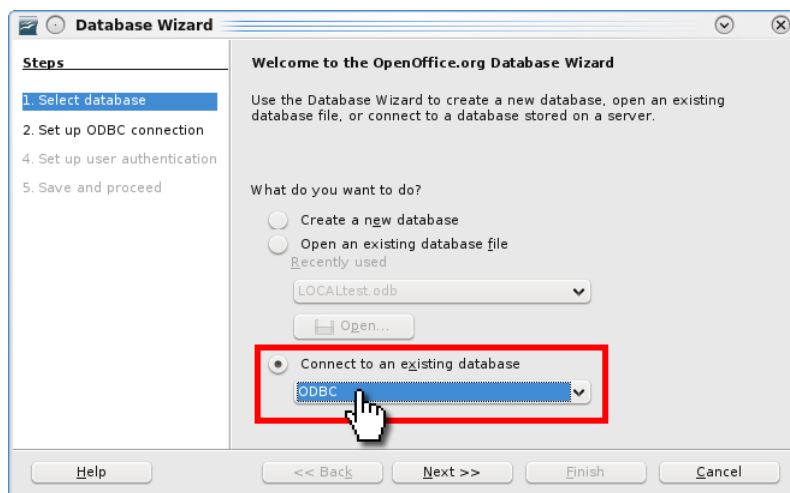 Database Wizard
Steps
1. Select database
2. Set up ODBC connection
4. Set up user authentication
5. Save and proceed
Welcome to the OpenOffice.org Database Wizard
Use the Database Wizard to create a new database, open an existing
database file, or connect to a database stored on a server.
What do you want to do?
Create a new database
Open an existing database file
Recently used
LOCALtest.odb
Open...
Connect to an existing database
ODBC
Help
<< Back
Next >>
Finish
Cancel